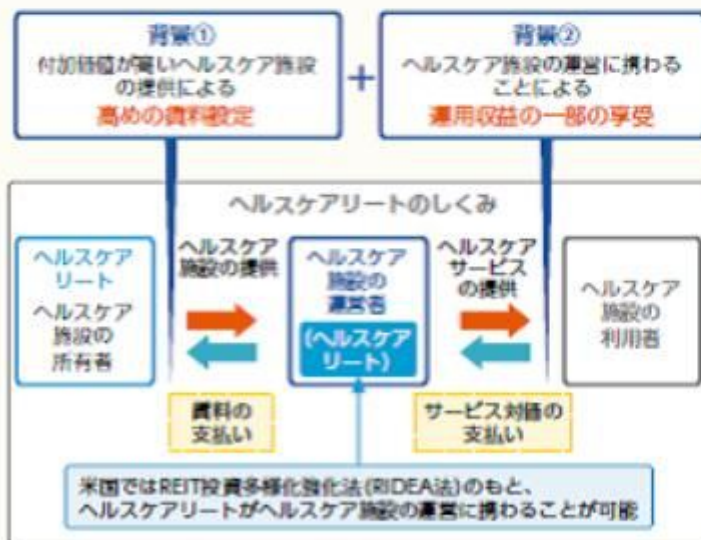 背景①
付加価値が高いヘルスケア施設
の提供による
高めの賃料設定
+
背景②
ヘルスケア施設の運営に携わる
ことによる
運用収益の一部の享受
ヘルスケアリートのしくみ
ヘルスケア
リート
ヘルスケア
施設の
所有者
ヘルスケア
施設の提供
ヘルスケア
施設の
運営者
(ヘルスケア
リート)
ヘルスケア
サービス
の提供
ヘルスケア
施設の
利用者
賃料の
支払い
サービス対価の
支払い
米国ではREIT投資多様化強化法(RIDEA法)のもと、
ヘルスケアリートがヘルスケア施設の運営に携わることが可能